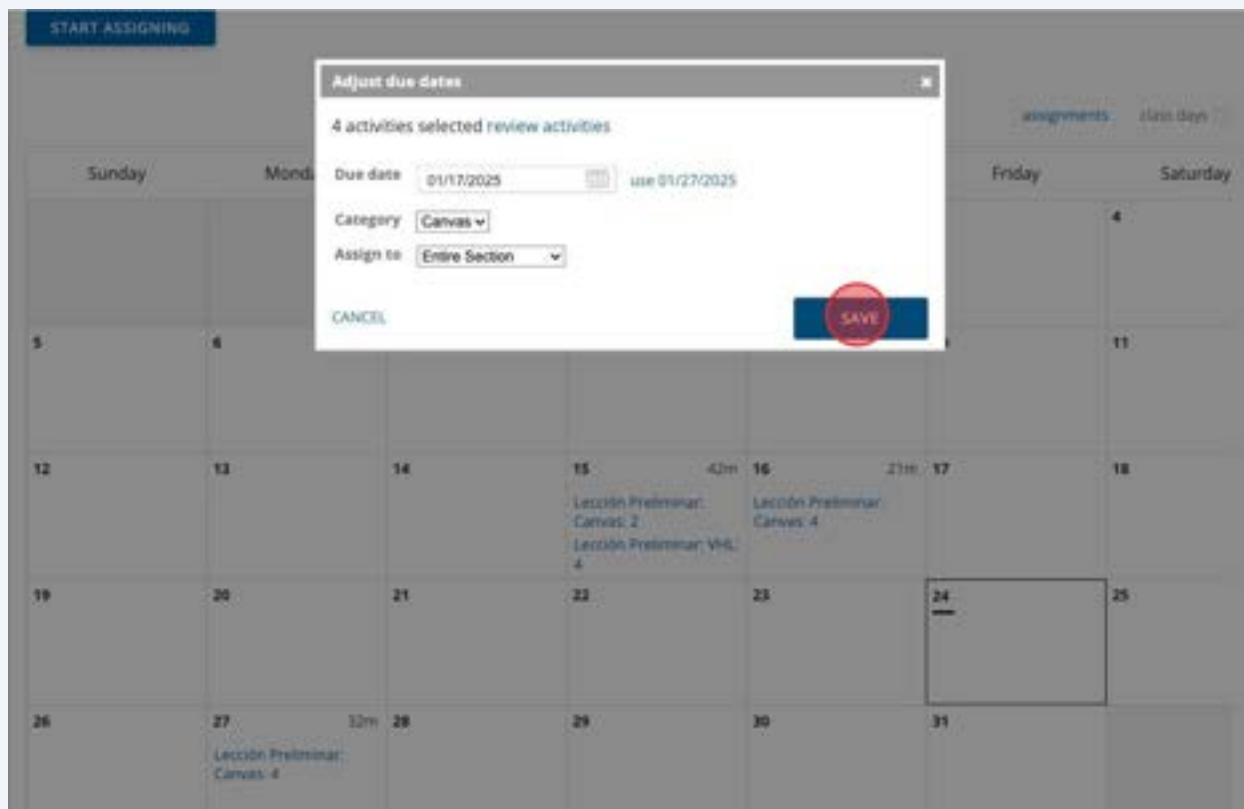 START ASSIGNING
Adjust due dates
4 activities selected review activities
assignments class days
Due date 01/17/2025 use 01/27/2025
Sunday Friday Saturday
Category Canvas
Assign to Entire Section
4
CANCEL SAVE
5 6 11
12 13 14 15 42m 16 21m 17 18
Lección Preliminar: Lección Preliminar:
Canvas: 2 Canvas: 4
Lección Preliminar: VHL:
4
19 20 21 22 23 24 25
26 27 32m 28 29 30 31
Lección Preliminar:
Canvas: 4